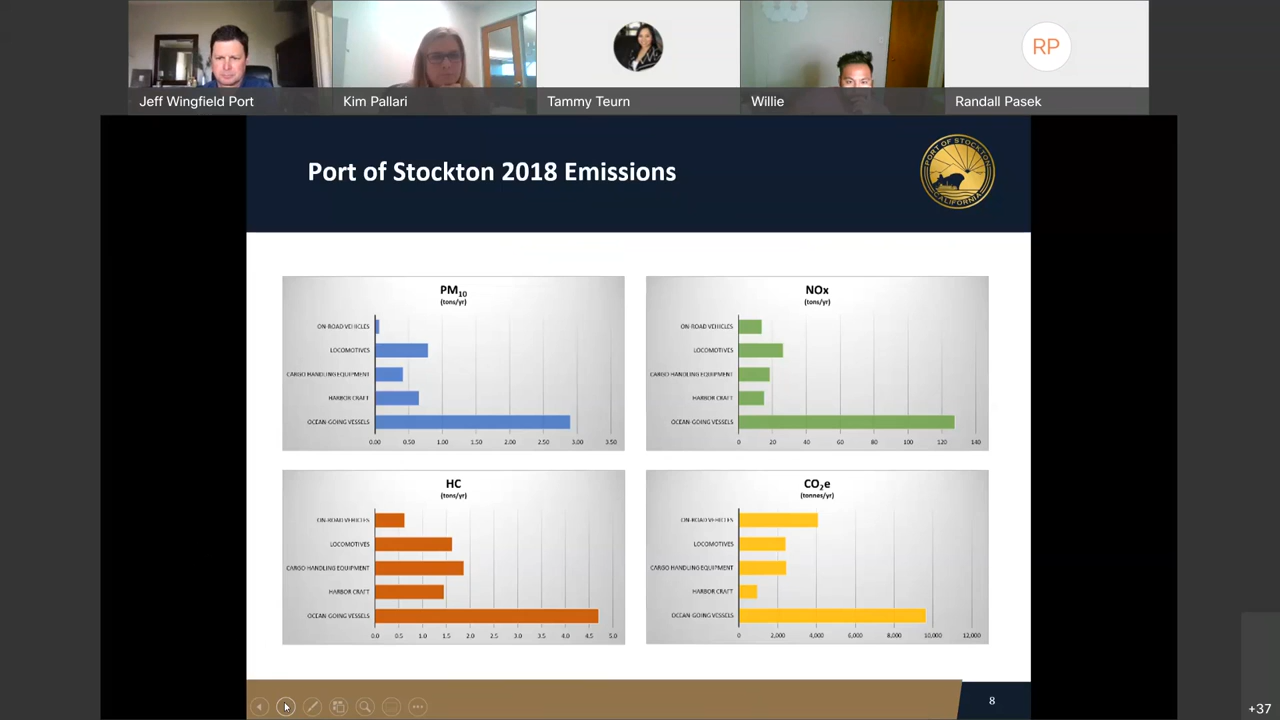 Jeff Wingfield Port
Kim Pallari
Tammy Teurn
Willie
RP
Randall Pasek
Port of Stockton 2018 Emissions
PORT OF STOCKTON
CALIFORNIA
PM10
(tons/yr)
ON-ROAD VEHICLES
LOCOMOTIVES
CARGO HANDLING EQUIPMENT
HARBOR CRAFT
OCEAN GOING VESSELS
0.00 0.50 1.00 1.50 2.00 2.50 3.00 3.50
NOx
(tons/yr)
ON-ROAD VEHICLES
LOCOMOTIVES
CARGO HANDLING EQUIPMENT
HARBOR CRAFT
OCEAN GOING VESSELS
0 20 40 60 80 100 120 140
HC
(tons/yr)
ON-ROAD VEHICLES
LOCOMOTIVES
CARGO HANDLING EQUIPMENT
HARBOR CRAFT
OCEAN GOING VESSELS
0.0 0.5 1.0 1.5 2.0 2.5 3.0 3.5 4.0 4.5 5.0
CO2e
(tonnes/yr)
ON-ROAD VEHICLES
LOCOMOTIVES
CARGO HANDLING EQUIPMENT
HARBOR CRAFT
OCEAN GOING VESSELS
0 2,000 4,000 6,000 8,000 10,000 12,000
8
+37